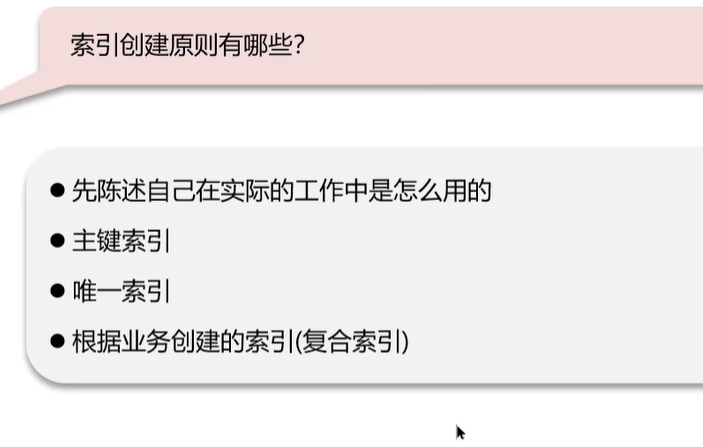 索引创建原则有哪些？
● 先陈述自己在实际的工作中是怎么用的
● 主键索引
● 唯一索引
● 根据业务创建的索引(复合索引)